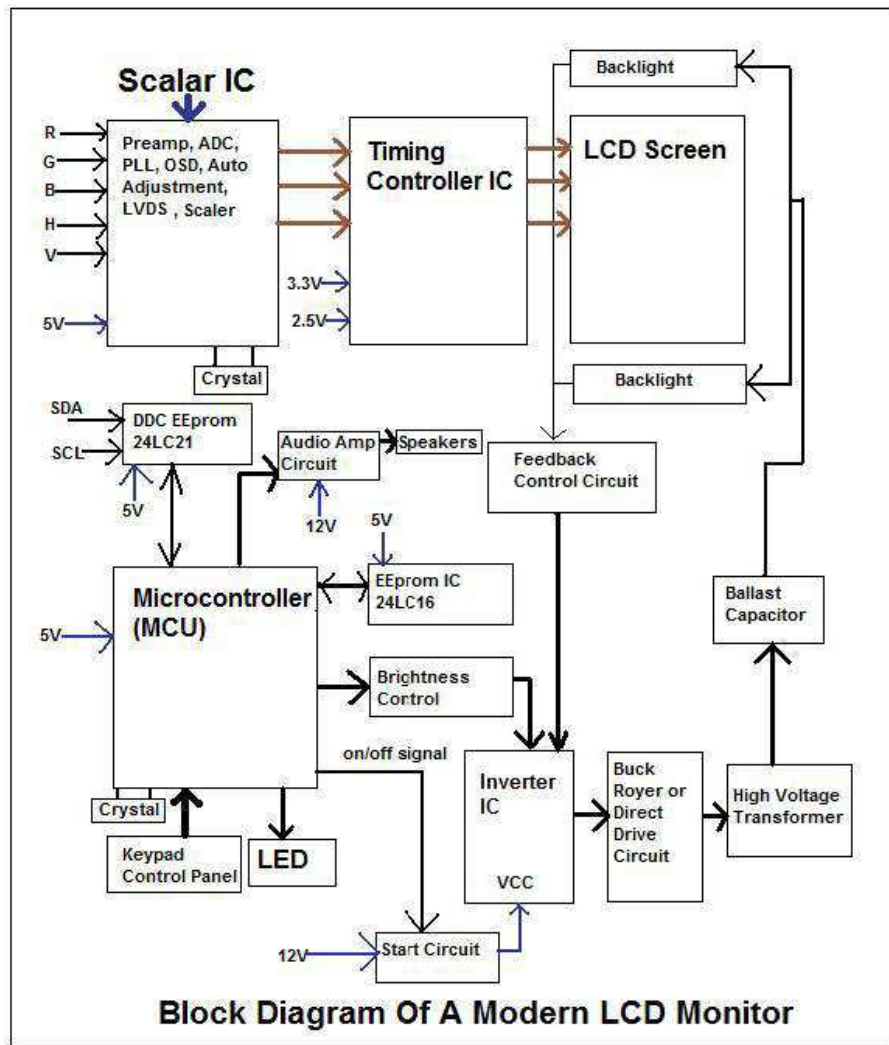 Scalar IC
Backlight
R
G
B
H
V
5V
Preamp, ADC,
PLL, OSD, Auto
Adjustment,
LVDS , Scaler
Timing
Controller IC
3.3V
2.5V
LCD Screen
Crystal
Backlight
SDA
SCL
DDC EEprom
24LC21
5V
Audio Amp
Circuit
Speakers
12V
5V
Feedback
Control Circuit
Microcontroller
(MCU)
5V
EEprom IC
24LC16
Ballast
Capacitor
Brightness
Control
on/off signal
Inverter
IC
VCC
Buck
Royer or
Direct
Drive
Circuit
High Voltage
Transformer
Crystal
Keypad
Control Panel
LED
12V
Start Circuit
Block Diagram Of A Modern LCD Monitor